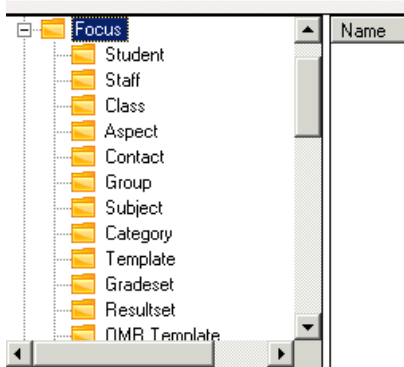 Focus
Name
Student
Staff
Class
Aspect
Contact
Group
Subject
Category
Template
Gradeset
Resultset
OMR Template